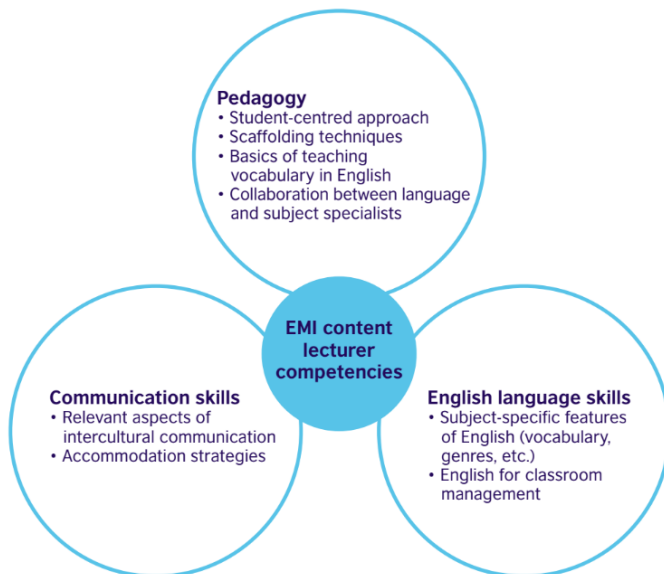 Pedagogy
• Student-centred approach
• Scaffolding techniques
• Basics of teaching
vocabulary in English
• Collaboration between language
and subject specialists
EMI content
lecturer
competencies
Communication skills
• Relevant aspects of
intercultural communication
• Accommodation strategies
English language skills
• Subject-specific features
of English (vocabulary,
genres, etc.)
• English for classroom
management